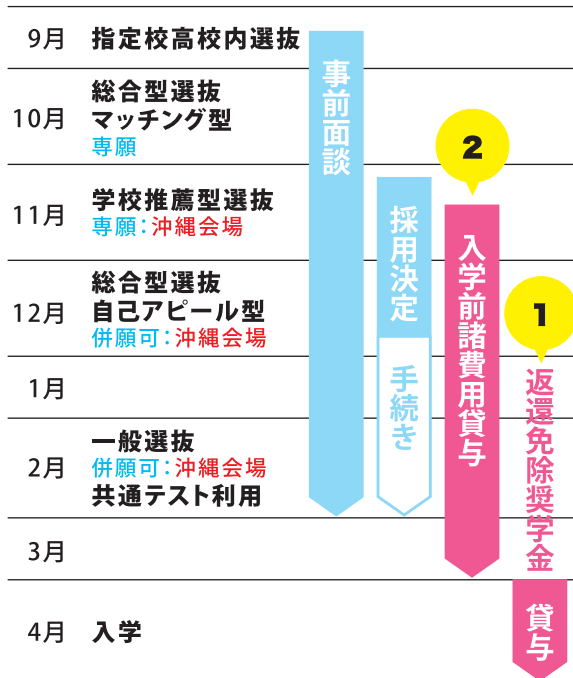 9月 指定校高校内選抜
10月 総合型選抜
マッチング型
専願
11月 学校推薦型選抜
専願：沖縄会場
12月 総合型選抜
自己アピール型
併願可：沖縄会場
1月
2月 一般選抜
併願可：沖縄会場
共通テスト利用
3月
4月 入学
事前面談
採用決定
手続き
2
入学前諸費用貸与
1
返還免除奨学金
貸与